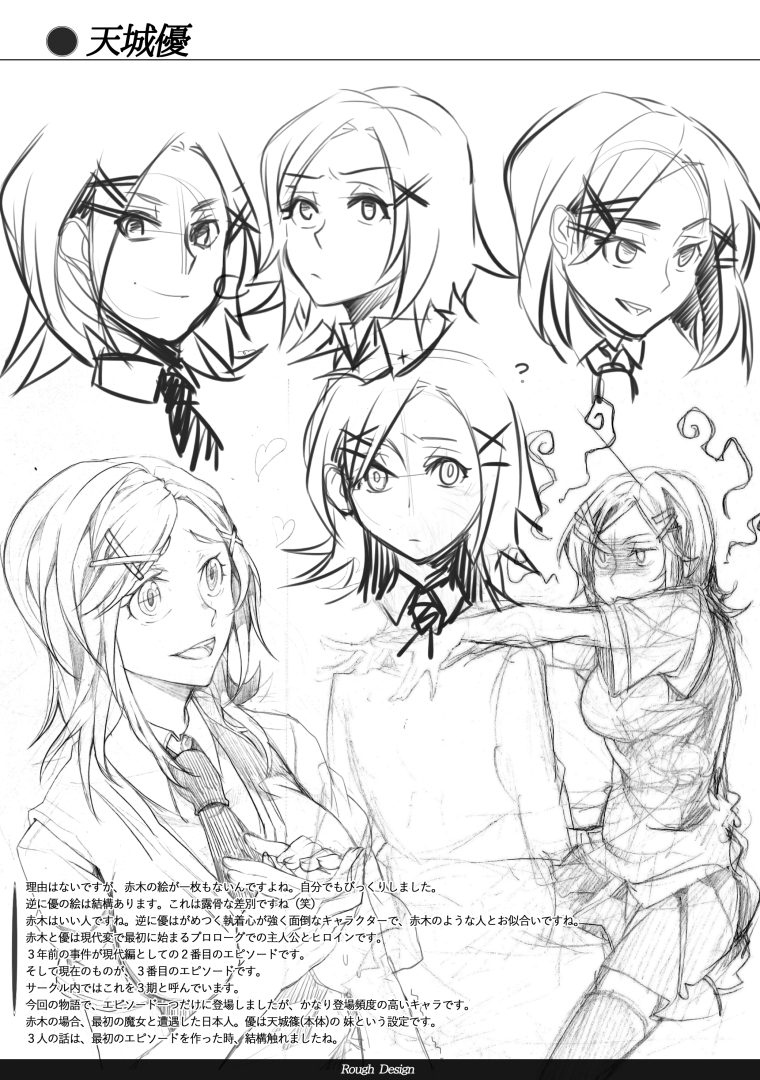 天城優
?
理由はないですが、赤木の絵が一枚もないんですよね。自分でもびっくりしました。
逆に優の絵は結構あります。これは露骨な差別ですね（笑）
赤木はいい人ですね。逆に優はがめつく執着心が強く面倒なキャラクターで、赤木のような人とお似合いですね。
赤木と優は現代変で最初に始まるプロローグでの主人公とヒロインです。
３年前の事件が現代編としての２番目のエピソードです。
そして現在のものが、３番目のエピソードです。
サークル内ではこれを３期と呼んでいます。
今回の物語で、エピソード一つだけに登場しましたが、かなり登場頻度の高いキャラです。
赤木の場合、最初の魔女と遭遇した日本人。優は天城篠(本体)の 妹という設定です。
３人の話は、最初のエピソードを作った時、結構触れましたね。
Rough Design